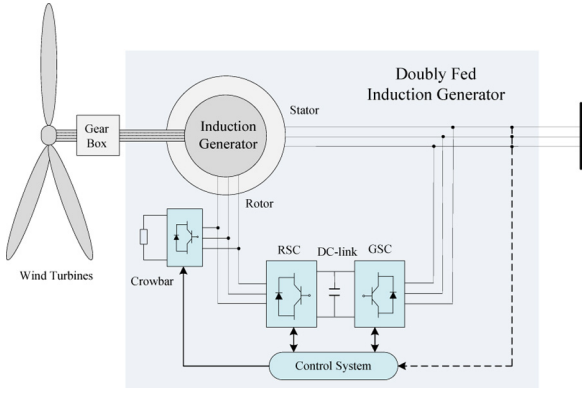 Doubly Fed
Induction Generator
Stator
Gear
Box
Induction
Generator
Rotor
RSC
DC-link
GSC
Wind Turbines
Crowbar
Control System